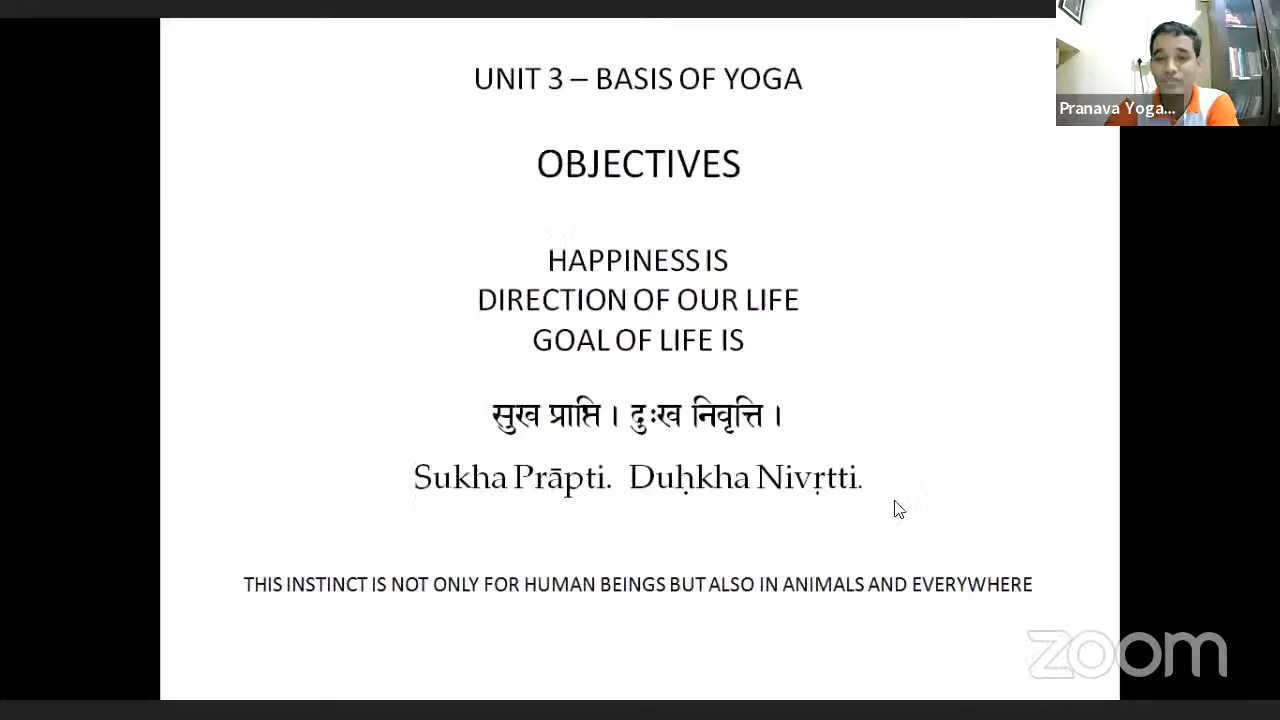 UNIT 3 – BASIS OF YOGA
Pranava Yoga...
OBJECTIVES
HAPPINESS IS
DIRECTION OF OUR LIFE
GOAL OF LIFE IS
सुख प्राप्ति । दुःख निवृत्ति ।
Sukha Prāpti. Duḥkha Nivṛtti.
THIS INSTINCT IS NOT ONLY FOR HUMAN BEINGS BUT ALSO IN ANIMALS AND EVERYWHERE
zoom